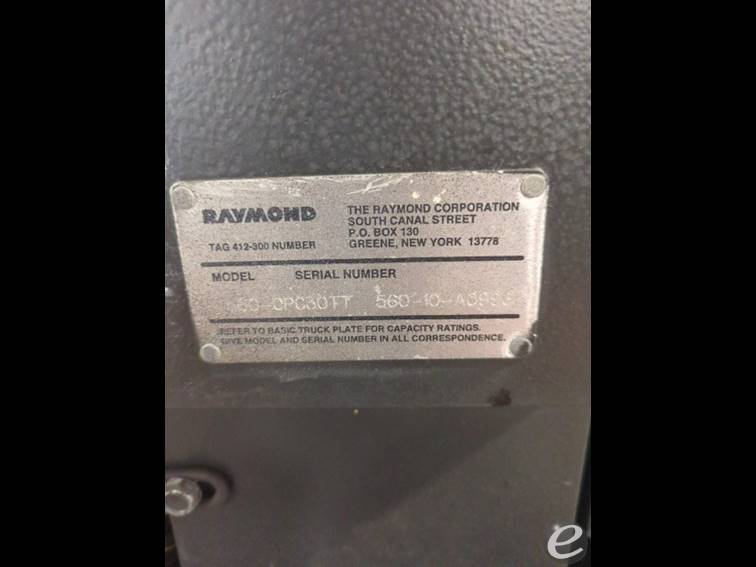 RAYMOND
THE RAYMOND CORPORATION
SOUTH CANAL STREET
P.O. BOX 130
GREENE, NEW YORK 13778
TAG 412-300 NUMBER
MODEL SERIAL NUMBER
REFER TO BASIC TRUCK PLATE FOR CAPACITY RATINGS.
GIVE MODEL AND SERIAL NUMBER IN ALL CORRESPONDENCE.
e